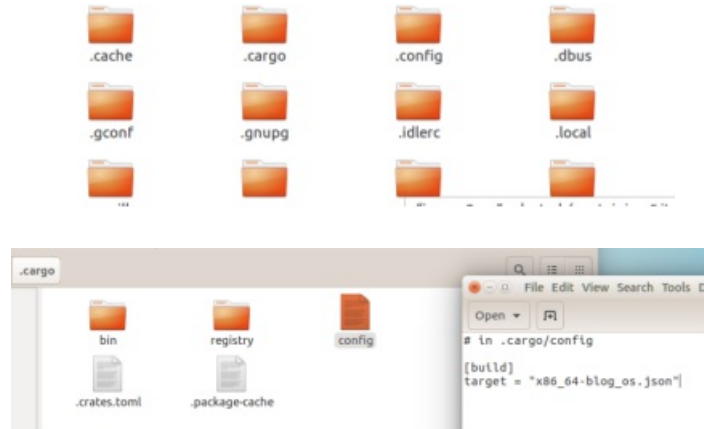 .cache
.cargo
.config
.dbus
.gconf
.gnupg
.idlerc
.local
.cargo
File Edit View Search Tools D
Open
bin
registry
config
.crates.toml
.package-cache
# in .cargo/config
[build]
target = "x86_64-blog_os.json"